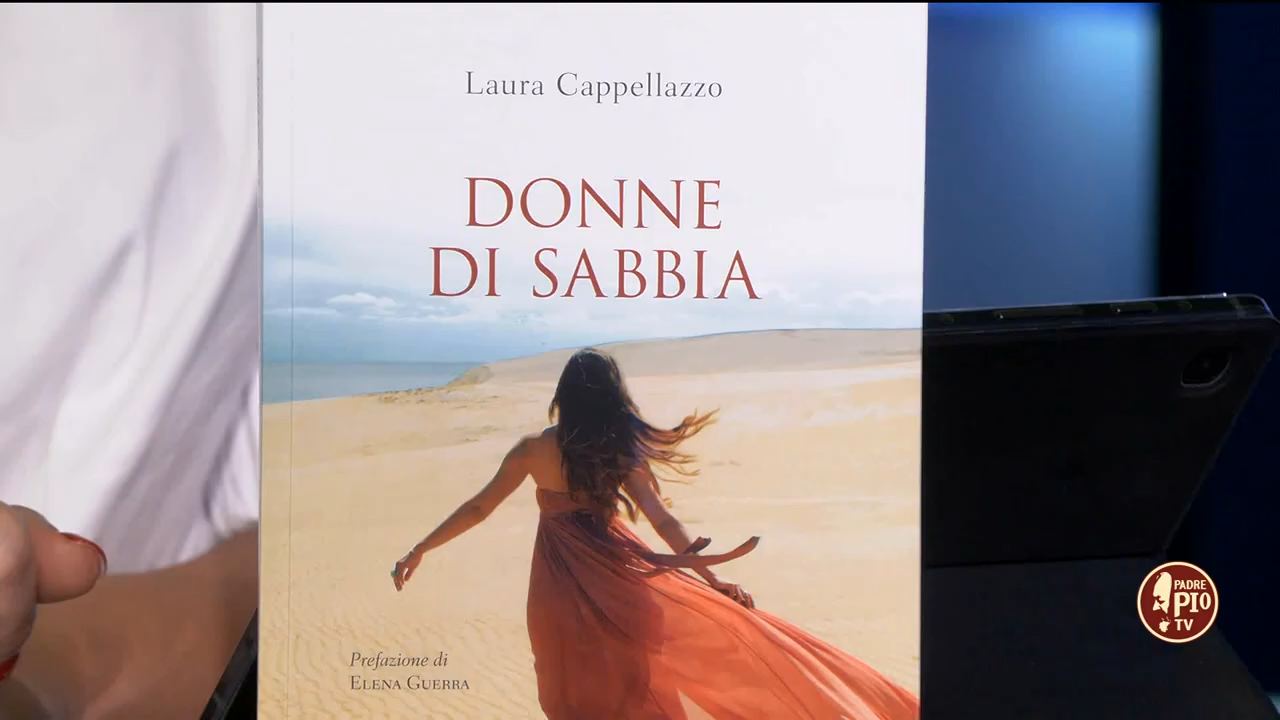 Laura Cappellazzo
DONNE
DI SABBIA
Prefazione di
ELENA GUERRA
PADRE
PIO
TV